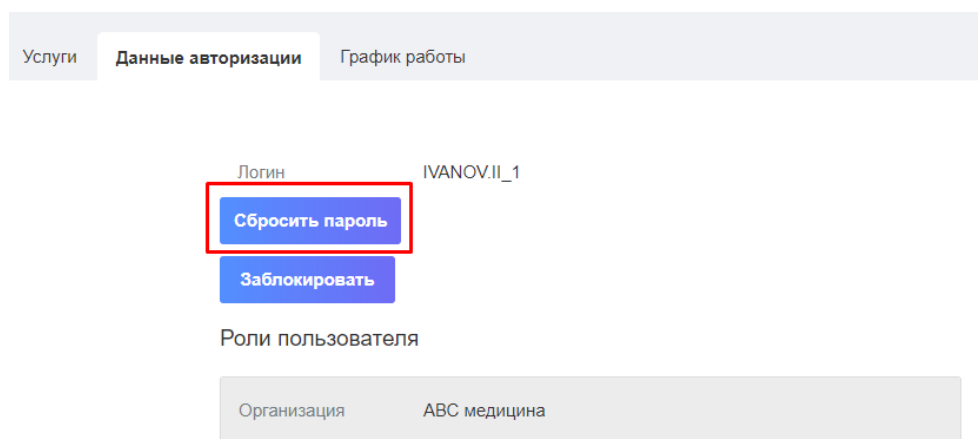 Услуги Данные авторизации График работы
Логин IVANOV.II_1
Сбросить пароль
Заблокировать
Роли пользователя
Организация АВС медицина